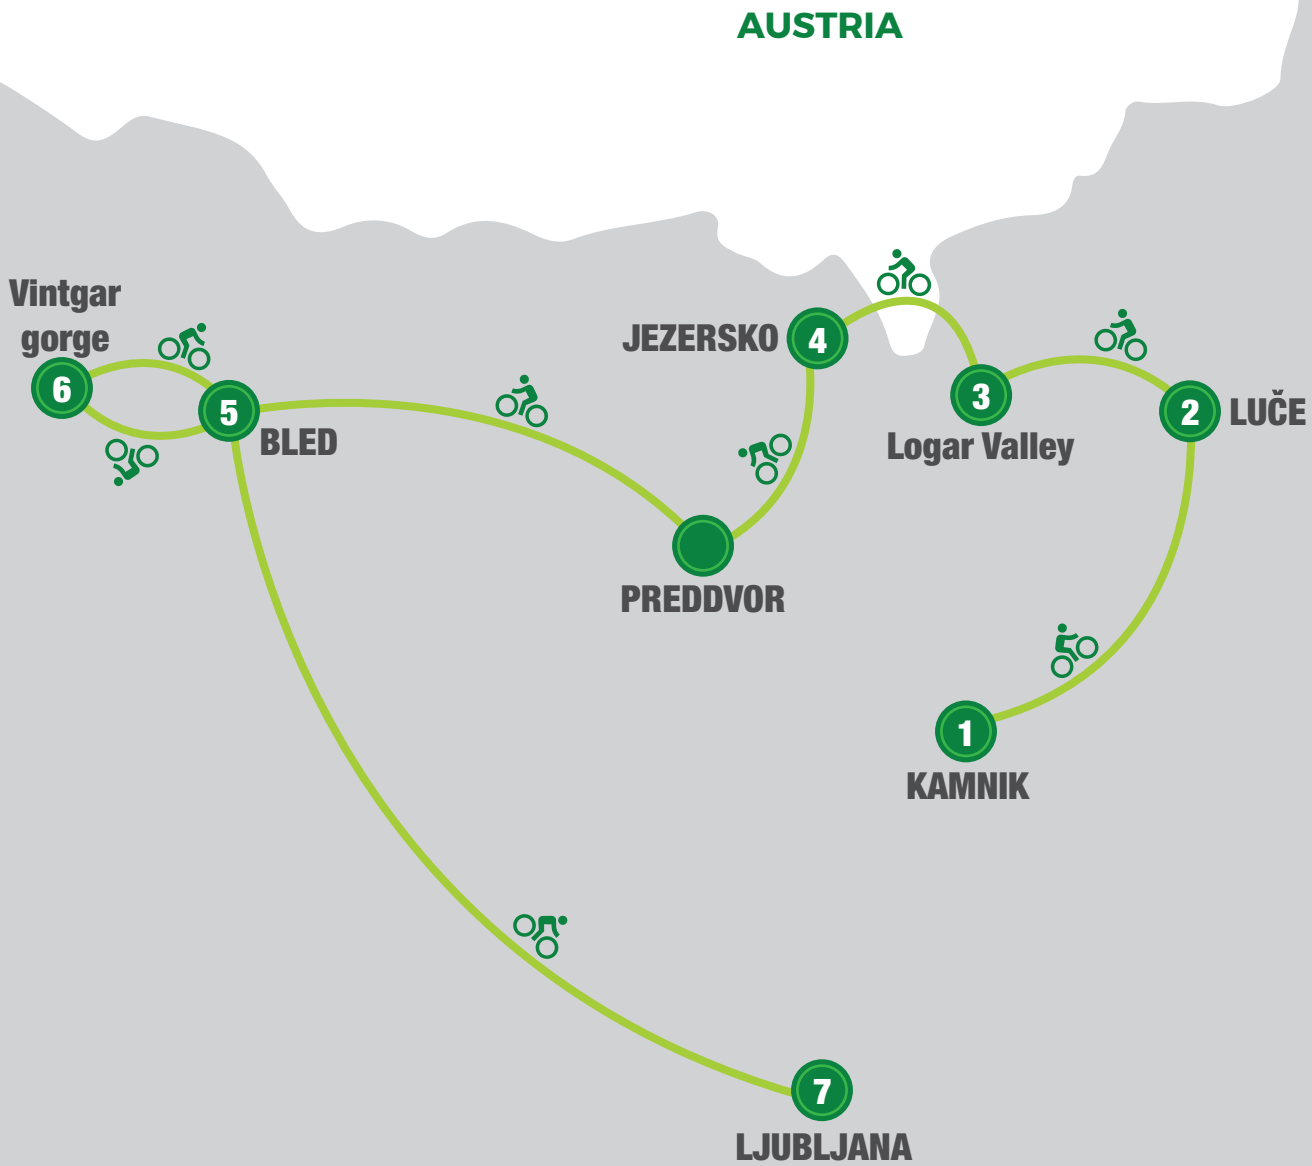 AUSTRIA
Vintgar
gorge
6
5
BLED
JEZERSKO
4
3
Logar Valley
2
LUČE
PREDDVOR
1
KAMNIK
7
LJUBLJANA